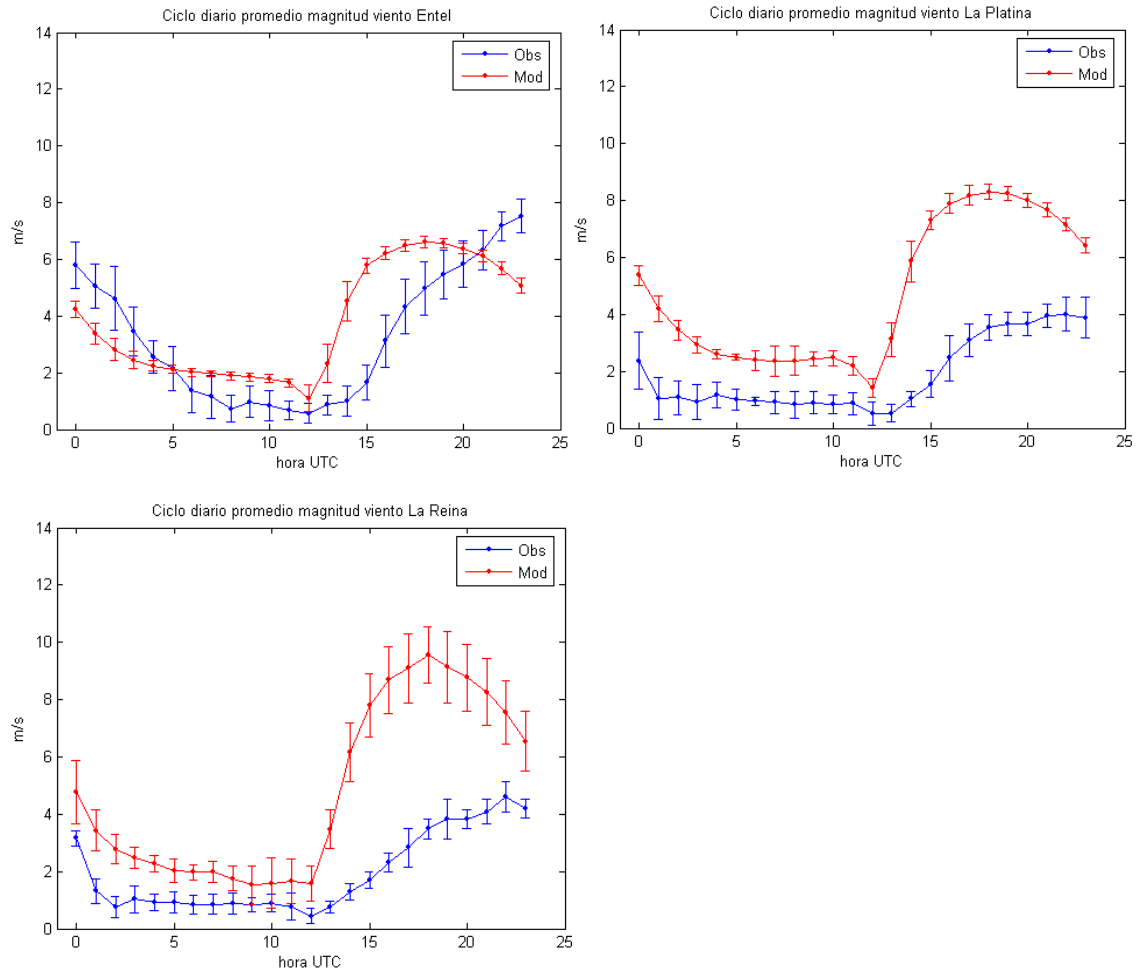 Ciclo diario promedio magnitud viento Entel
14
12
10
8
6
4
2
0
m/s
Obs
Mod
0 5 10 15 20 25
hora UTC
Ciclo diario promedio magnitud viento La Platina
14
12
10
8
6
4
2
0
m/s
Obs
Mod
0 5 10 15 20 25
hora UTC
Ciclo diario promedio magnitud viento La Reina
14
12
10
8
6
4
2
0
m/s
Obs
Mod
0 5 10 15 20 25
hora UTC